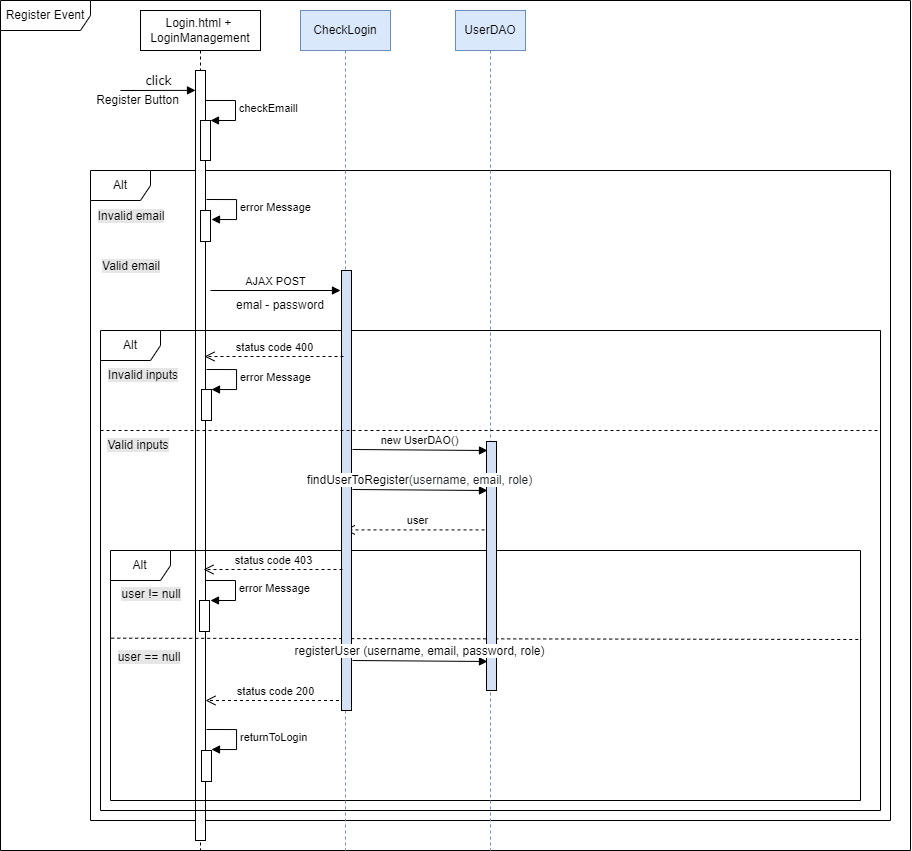 Register Event
Login.html +
LoginManagement
CheckLogin
UserDAO
click
Register Button
checkEmaill
Alt
Invalid email
error Message
Valid email
AJAX POST
emal - password
Alt
status code 400
Invalid inputs
error Message
Valid inputs
new UserDAO()
findUserToRegister(username, email, role)
user
Alt
status code 403
user != null
error Message
user == null
registerUser (username, email, password, role)
status code 200
returnToLogin